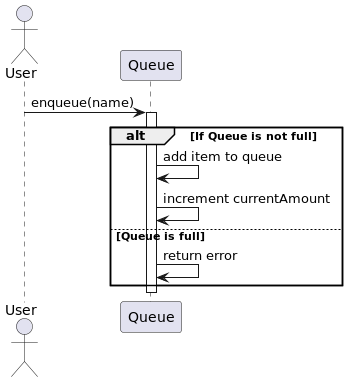 User
Queue
enqueue(name)
alt [If Queue is not full]
add item to queue
increment currentAmount
[Queue is full]
return error
User
Queue